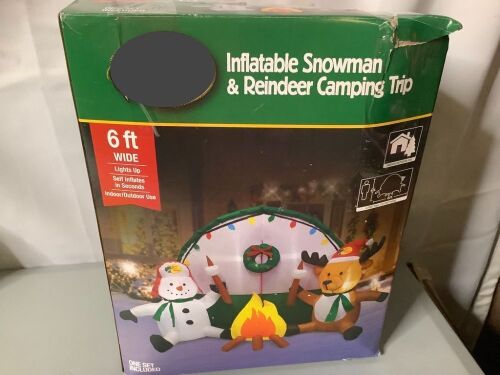 Inflatable Snowman
& Reindeer Camping Trip
6 ft
WIDE
Lights Up
Self Inflates
in Seconds
Indoor/Outdoor Use
ONE SET
INCLUDED